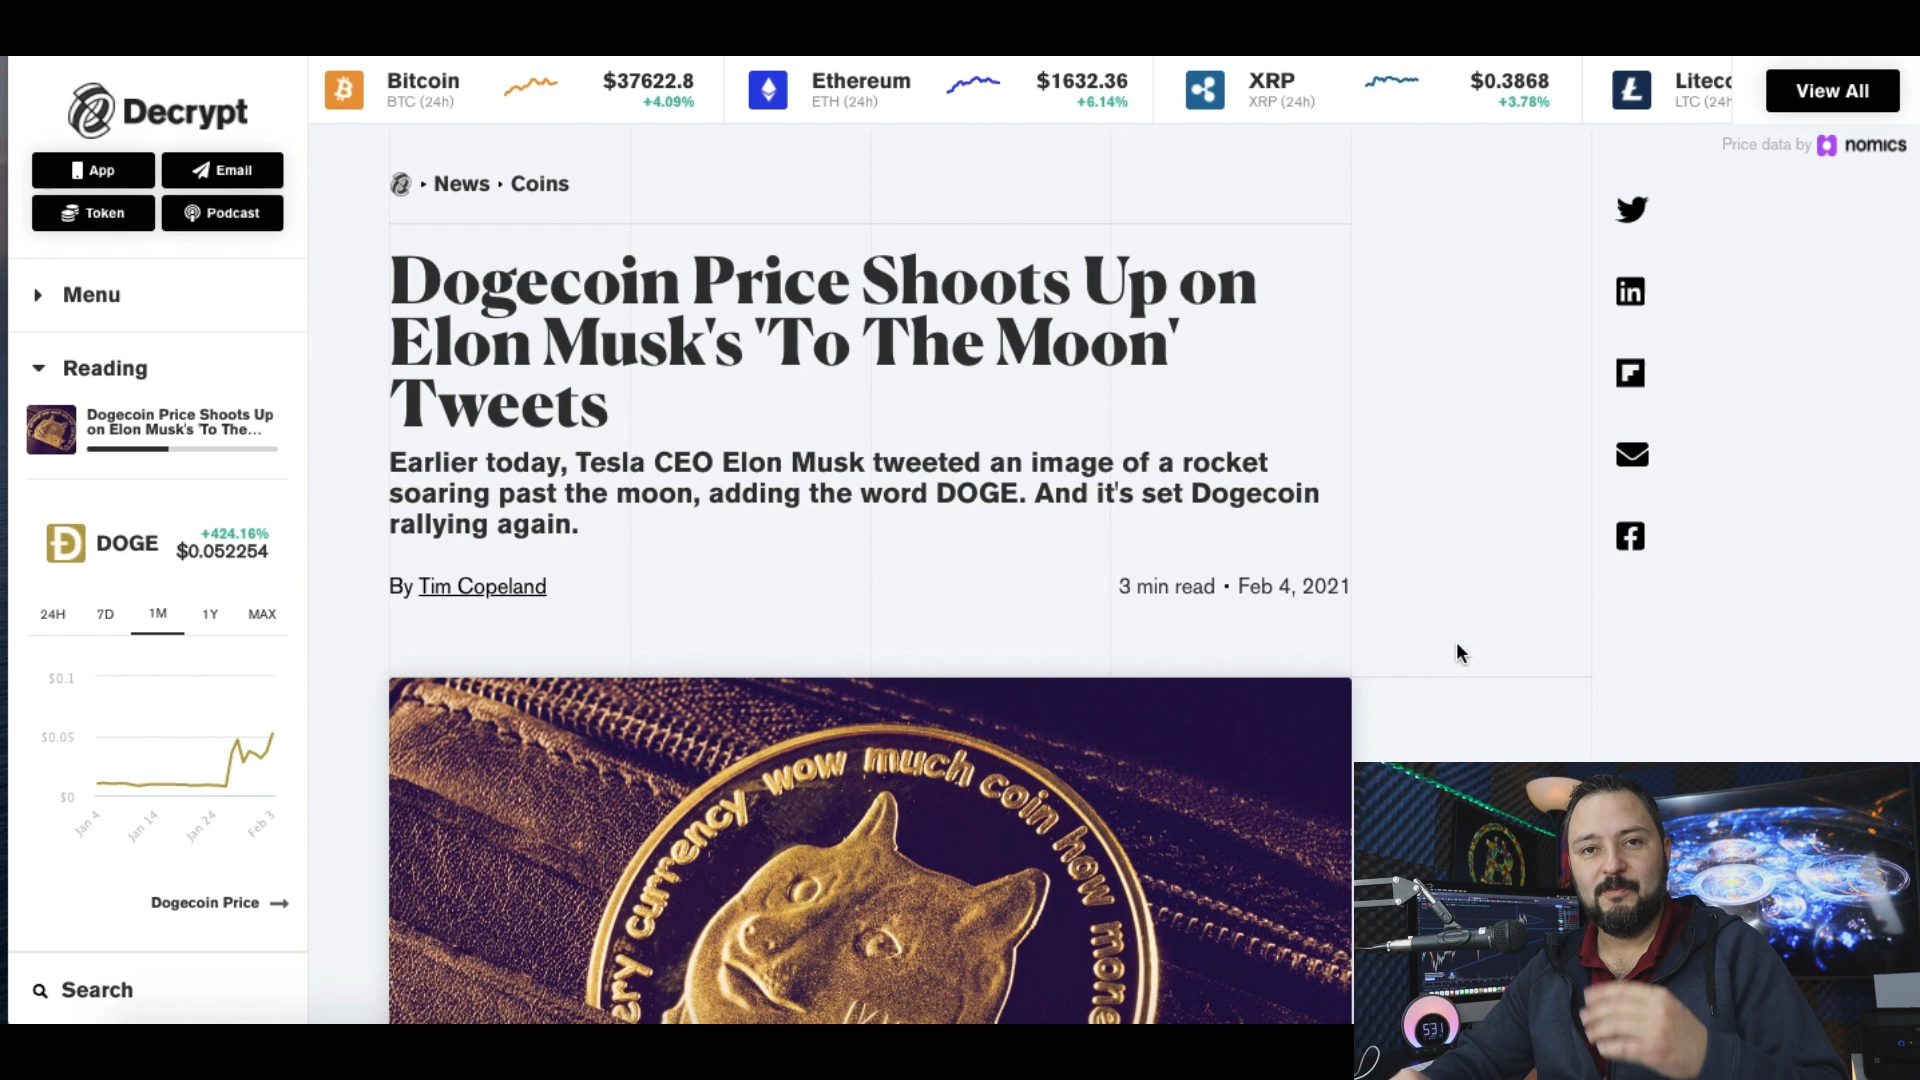 Decrypt
App
Email
Token
Podcast
Menu
Reading
Dogecoin Price Shoots Up
on Elon Musk's 'To The...
DOGE
+424.16%
$0.052254
24H 7D 1M 1Y MAX
$0.1
$0.05
$0
Jan 4
Jan 14
Jan 24
Feb 3
Dogecoin Price
Search
Bitcoin
BTC (24h)
$37622.8
+4.09%
Ethereum
ETH (24h)
$1632.36
+6.14%
XRP
XRP (24h)
$0.3868
+3.78%
Litec
LTC (24
View All
Price data by nomics
News · Coins
Dogecoin Price Shoots Up on
Elon Musk's 'To The Moon'
Tweets
Earlier today, Tesla CEO Elon Musk tweeted an image of a rocket
soaring past the moon, adding the word DOGE. And it's set Dogecoin
rallying again.
By Tim Copeland
3 min read • Feb 4, 2021
ery currency wow much coin how mone
531